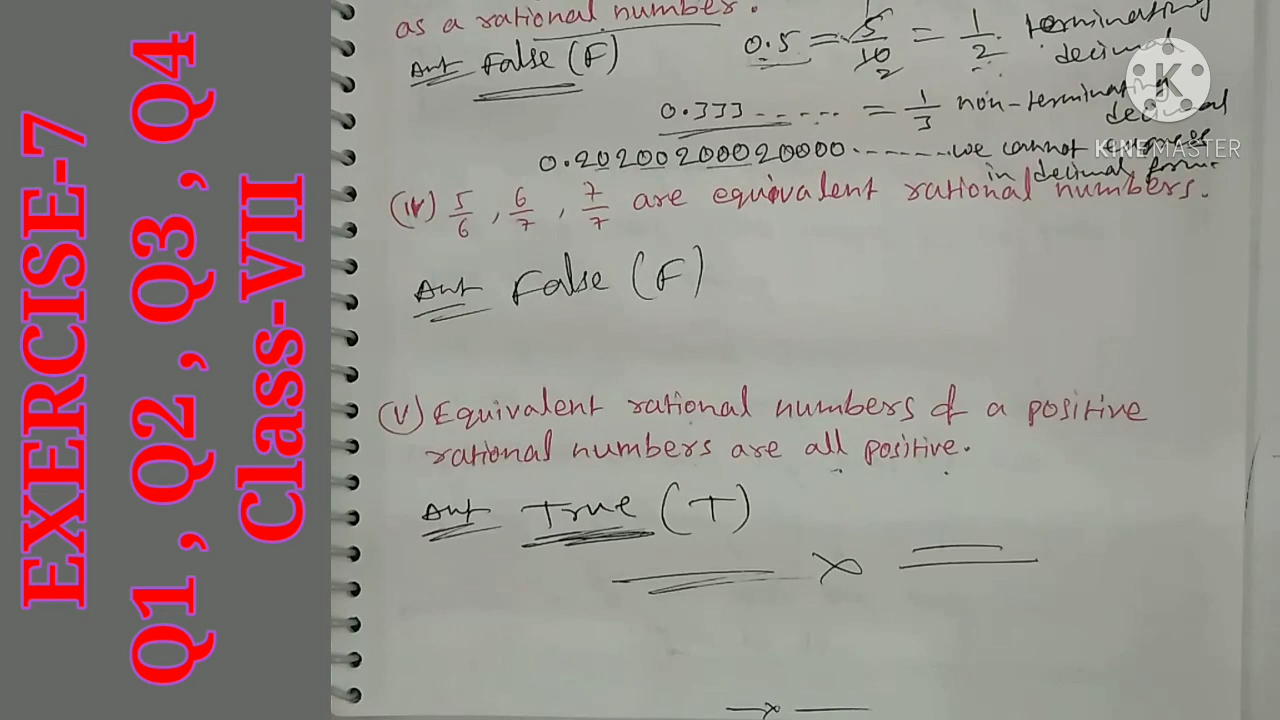 EXERCISE-7
Q1 , Q2 , Q3 , Q4
Class-VII
as a rational number.
Ans False (F)
0.5 = 5/10 = 1/2. terminating
2
decimal
0.333......... = 1/3 non-terminating
decimal
0.20200200020000.......... we cannot express
in decimal form.
KINEMASTER
(iv) 5/6 , 6/7 , 7/7 are equivalent rational numbers.
Ans False (F)
(v) Equivalent rational numbers of a positive
rational numbers are all positive.
Ans True (T)